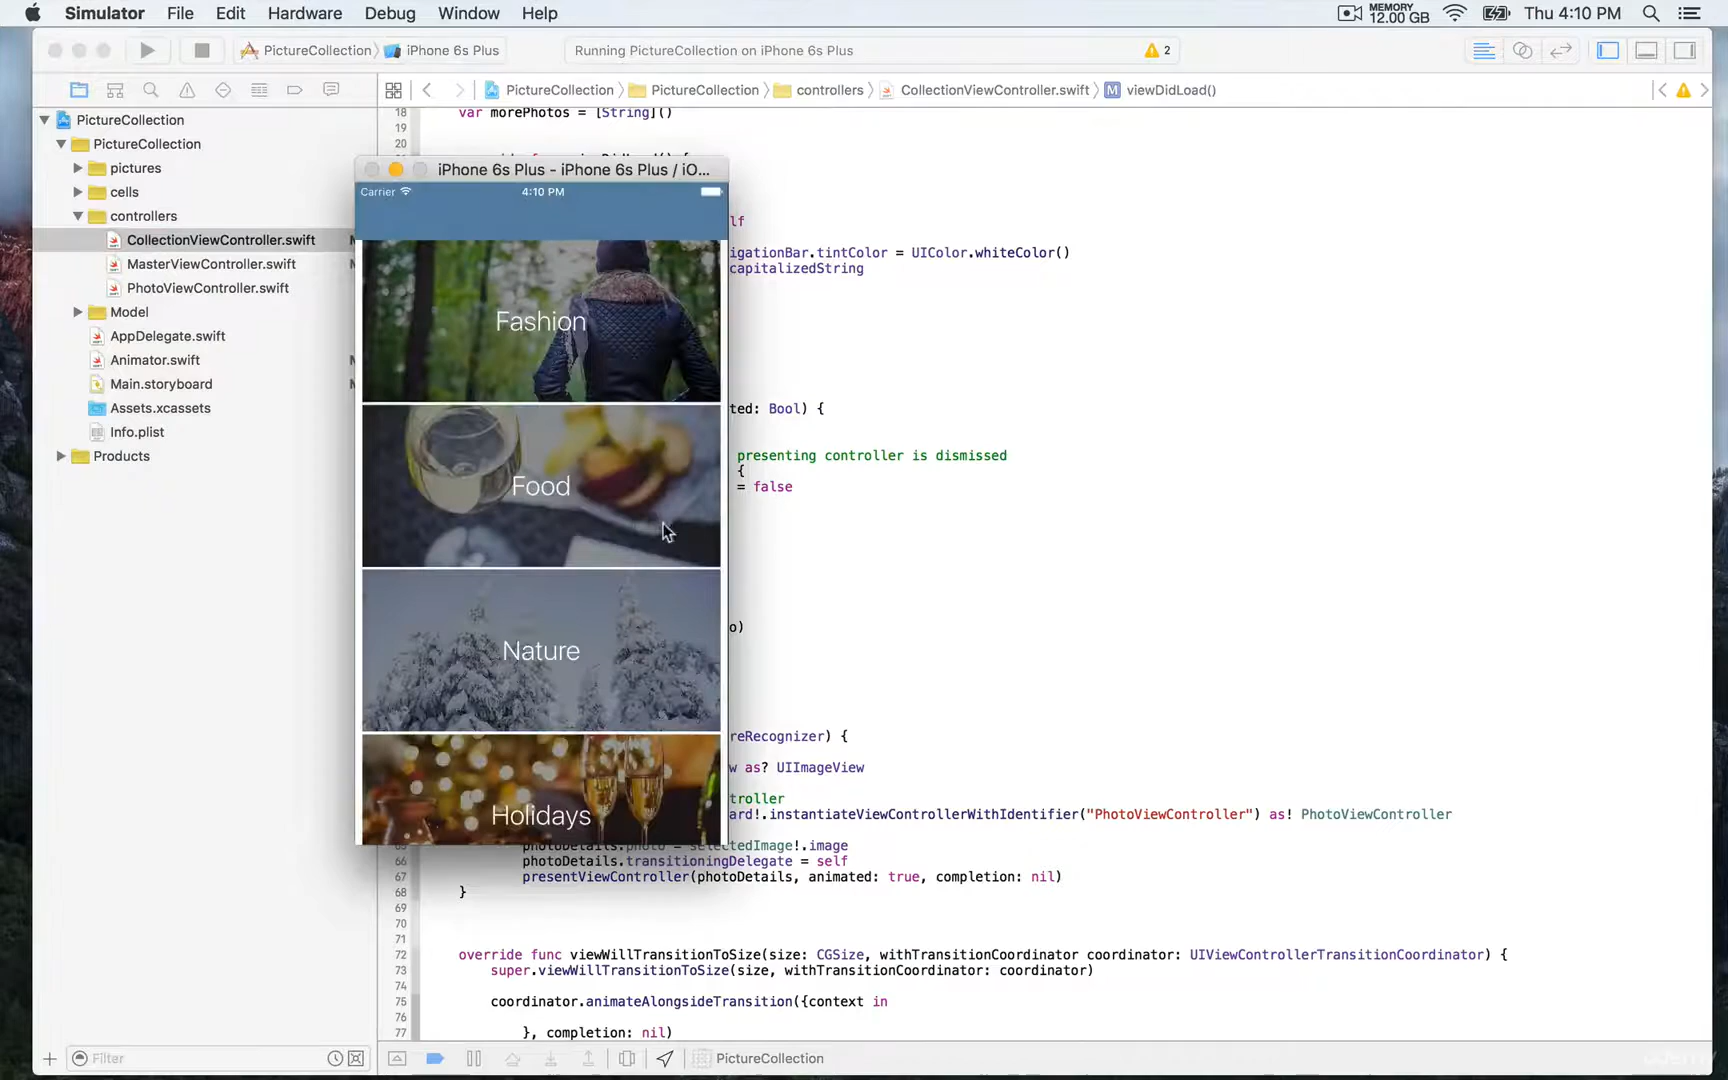 Simulator File Edit Hardware Debug Window Help MEMORY 12.00 GB Thu 4:10 PM
PictureCollection iPhone 6s Plus Running PictureCollection on iPhone 6s Plus 2
PictureCollection PictureCollection controllers CollectionViewController.swift M viewDidLoad()
PictureCollection
PictureCollection
pictures
cells
controllers
CollectionViewController.swift
MasterViewController.swift
PhotoViewController.swift
Model
AppDelegate.swift
Animator.swift
Main.storyboard
Assets.xcassets
Info.plist
Products
Filter
iPhone 6s Plus - iPhone 6s Plus / iO...
Carrier 4:10 PM
Fashion
Food
Nature
Holidays
18 var morePhotos = [String]()
19
20
lf
igationBar.tintColor = UIColor.whiteColor()
capitalizedString
ted: Bool) {
presenting controller is dismissed
{
= false
o)
reRecognizer) {
w as? UIImageView
troller
ard!.instantiateViewControllerWithIdentifier("PhotoViewController") as! PhotoViewController
65 photoDetails.photo = selectedImage!.image
66 photoDetails.transitioningDelegate = self
67 presentViewController(photoDetails, animated: true, completion: nil)
68 }
69
70
71
72 override func viewWillTransitionToSize(size: CGSize, withTransitionCoordinator coordinator: UIViewControllerTransitionCoordinator) {
73 super.viewWillTransitionToSize(size, withTransitionCoordinator: coordinator)
74
75 coordinator.animateAlongsideTransition({context in
76
77 }, completion: nil)
PictureCollection